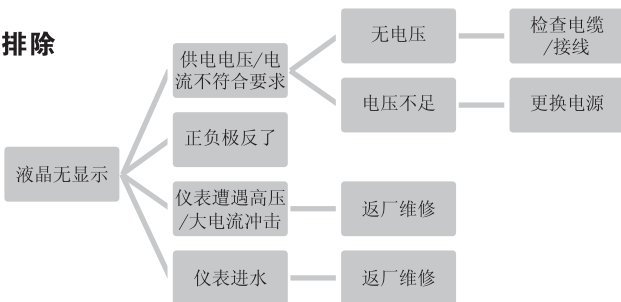 排除
液晶无显示
供电电压/电
流不符合要求
无电压
检查电缆
/接线
电压不足
更换电源
正负极反了
仪表遭遇高压
/大电流冲击
返厂维修
仪表进水
返厂维修